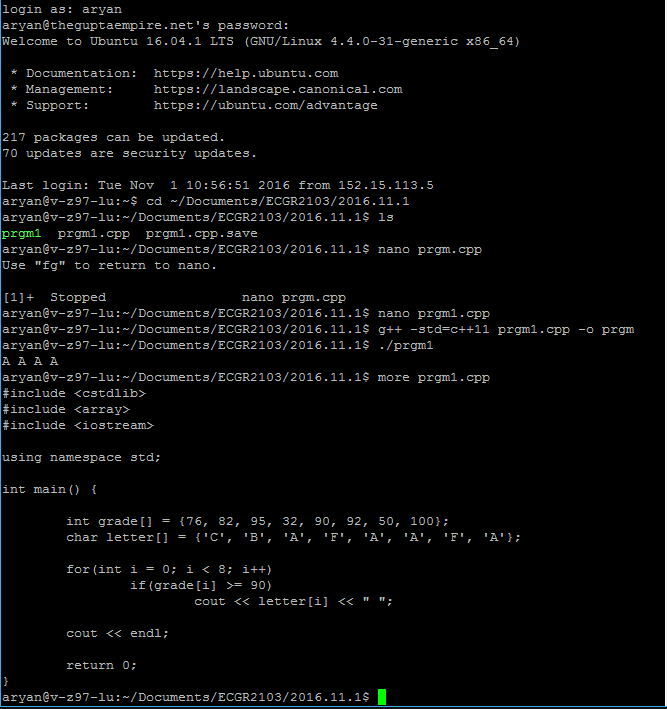 login as: aryan
aryan@theguptaempire.net's password:
Welcome to Ubuntu 16.04.1 LTS (GNU/Linux 4.4.0-31-generic x86_64)

 * Documentation:  https://help.ubuntu.com
 * Management:     https://landscape.canonical.com
 * Support:        https://ubuntu.com/advantage

217 packages can be updated.
70 updates are security updates.

Last login: Tue Nov  1 10:56:51 2016 from 152.15.113.5
aryan@v-z97-lu:~$ cd ~/Documents/ECGR2103/2016.11.1
aryan@v-z97-lu:~/Documents/ECGR2103/2016.11.1$ ls
prgm1  prgm1.cpp  prgm1.cpp.save
aryan@v-z97-lu:~/Documents/ECGR2103/2016.11.1$ nano prgm.cpp
Use "fg" to return to nano.

[1]+  Stopped                 nano prgm.cpp
aryan@v-z97-lu:~/Documents/ECGR2103/2016.11.1$ nano prgm1.cpp
aryan@v-z97-lu:~/Documents/ECGR2103/2016.11.1$ g++ -std=c++11 prgm1.cpp -o prgm
aryan@v-z97-lu:~/Documents/ECGR2103/2016.11.1$ ./prgm1
A A A A
aryan@v-z97-lu:~/Documents/ECGR2103/2016.11.1$ more prgm1.cpp
#include <cstdlib>
#include <array>
#include <iostream>

using namespace std;

int main() {

        int grade[] = {76, 82, 95, 32, 90, 92, 50, 100};
        char letter[] = {'C', 'B', 'A', 'F', 'A', 'A', 'F', 'A'};

        for(int i = 0; i < 8; i++)
                if(grade[i] >= 90)
                        cout << letter[i] << " ";

        cout << endl;

        return 0;
}
aryan@v-z97-lu:~/Documents/ECGR2103/2016.11.1$